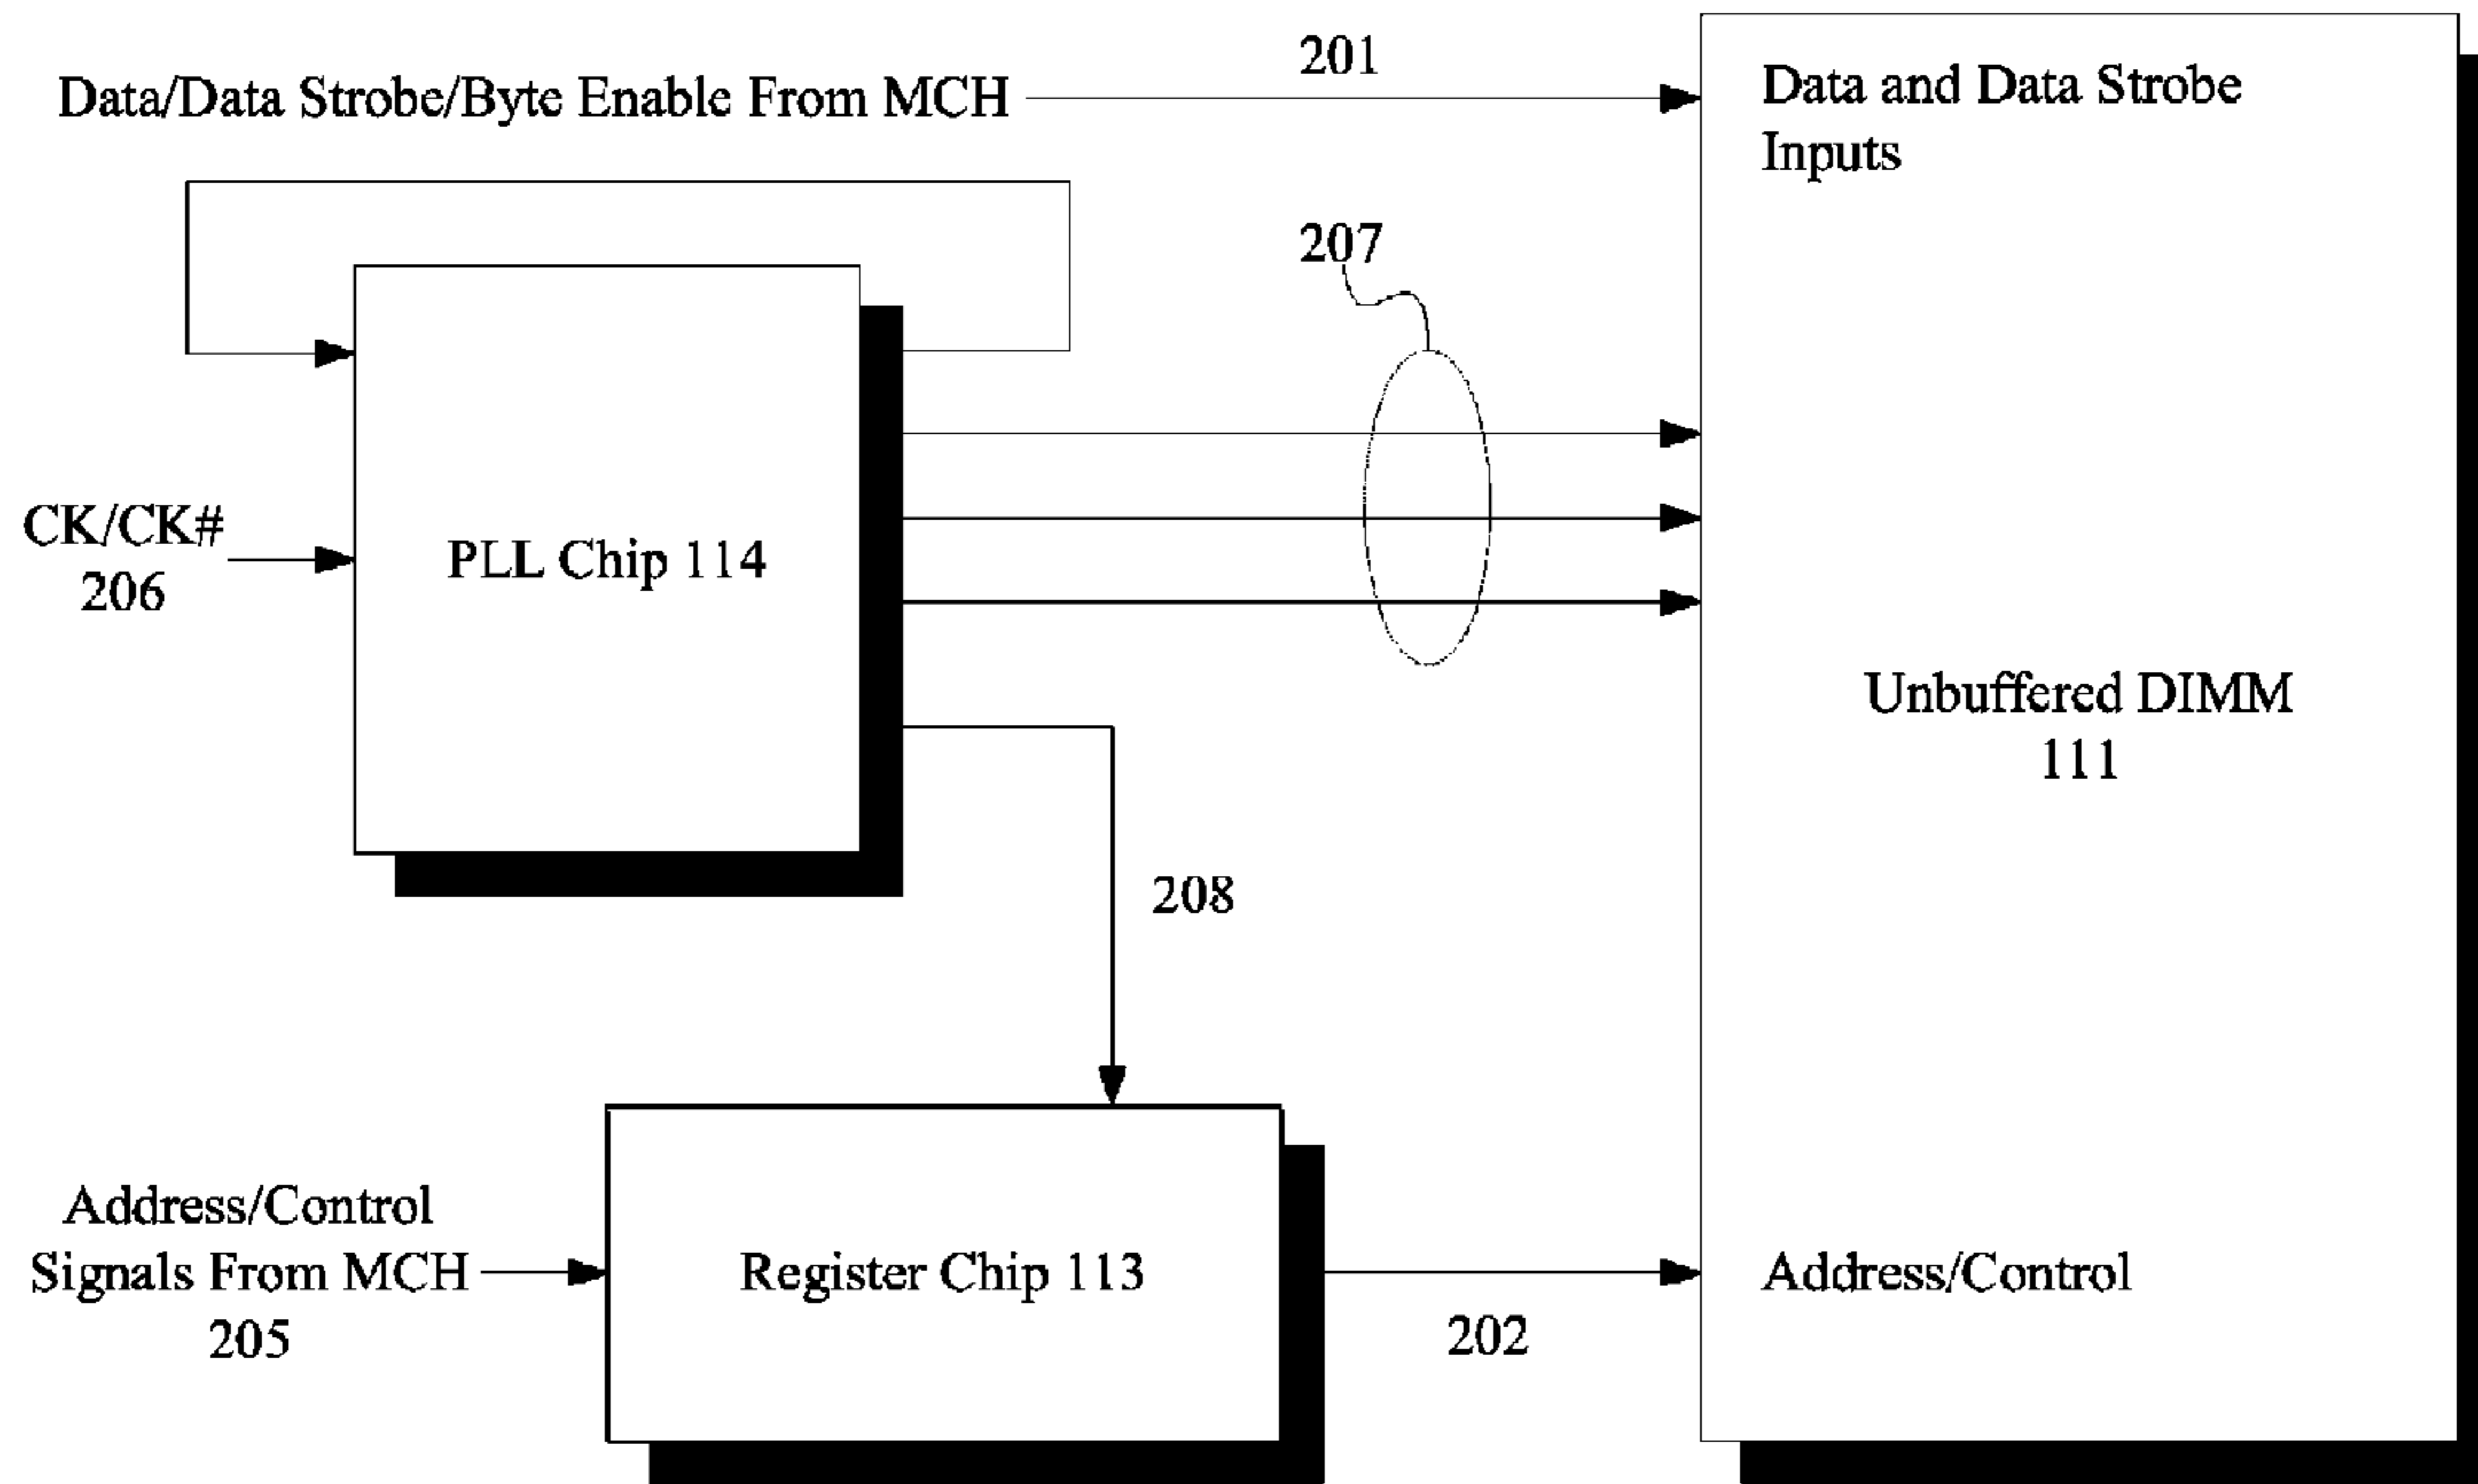 201
Data/Data Strobe/Byte Enable From MCH
Data and Data Strobe
Inputs
207
CK/CK#
206
PLL Chip 114
Unbuffered DIMM
111
208
Address/Control
Signals From MCH
205
Register Chip 113
202
Address/Control